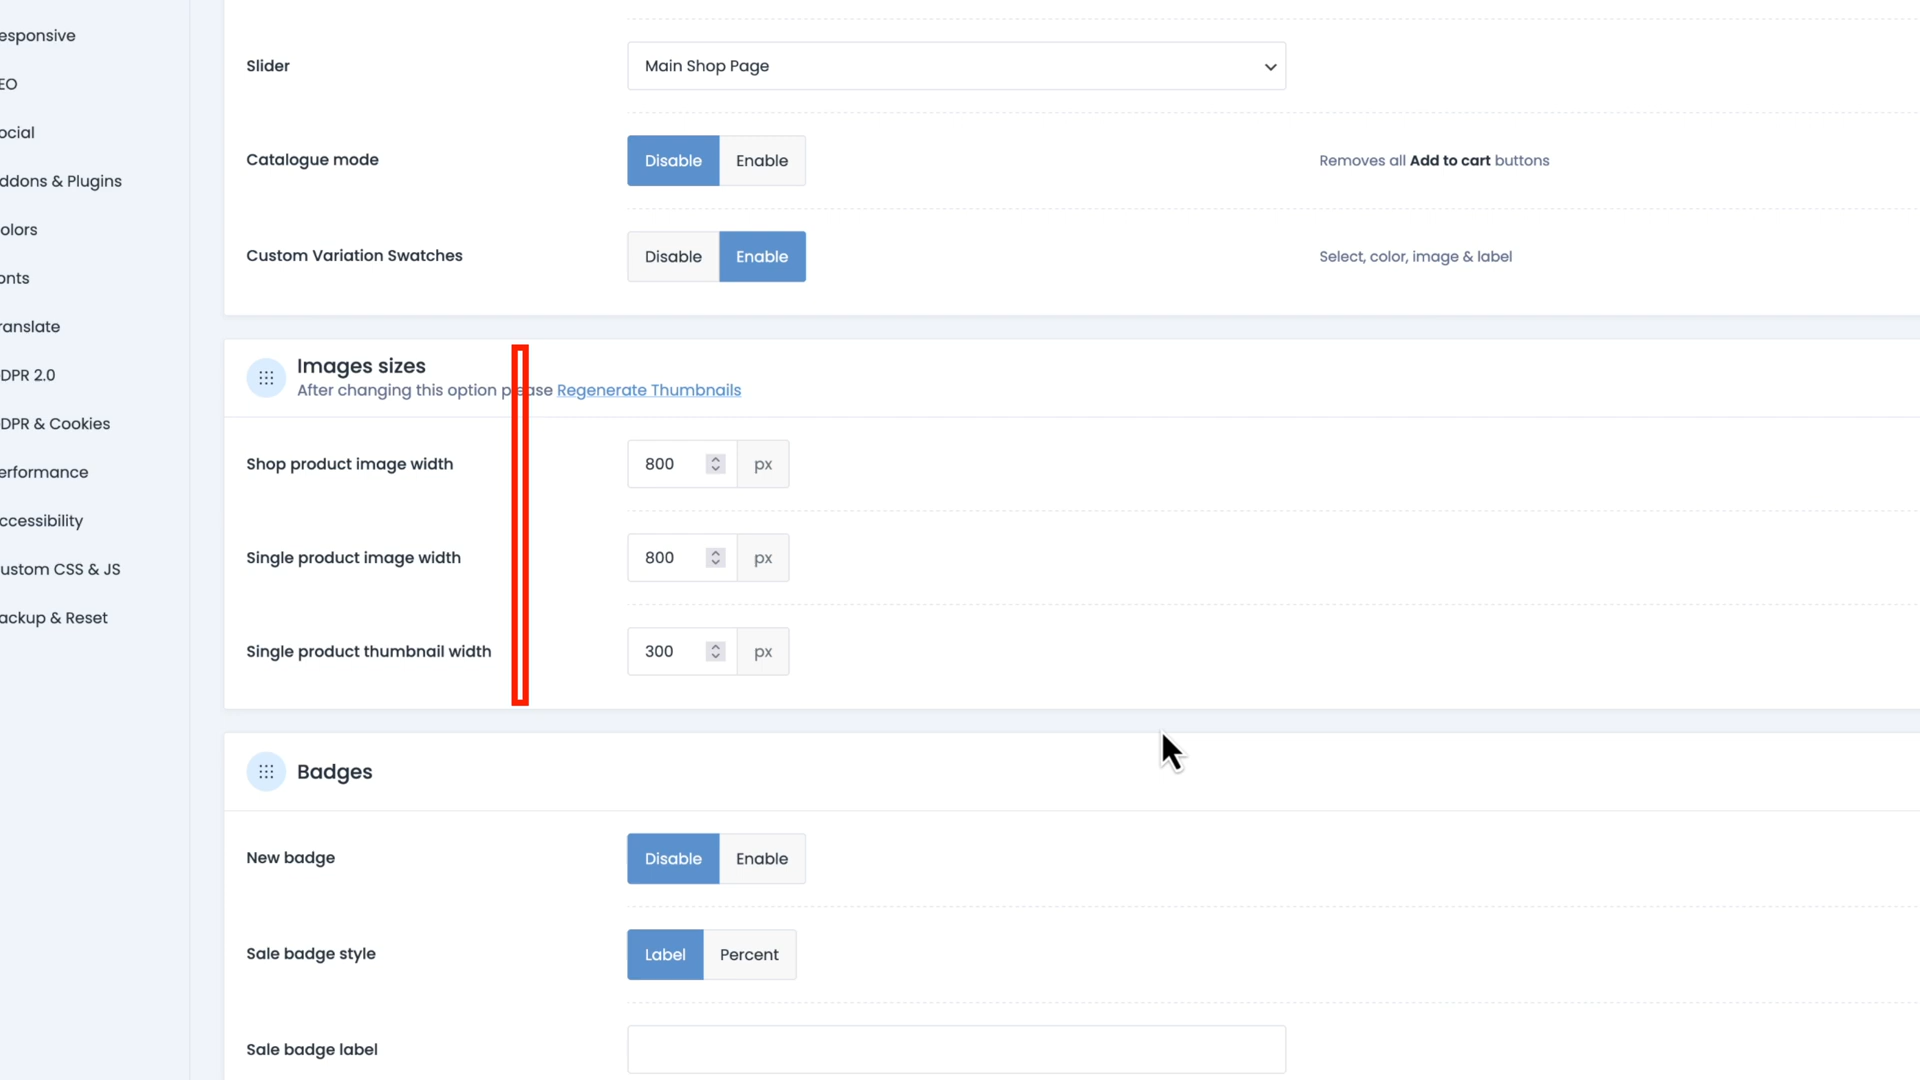 esponsive
EO
ocial
ddons & Plugins
olors
onts
ranslate
DPR 2.0
DPR & Cookies
erformance
ccessibility
ustom CSS & JS
ackup & Reset
Slider
Main Shop Page
Catalogue mode
Disable Enable
Removes all Add to cart buttons
Custom Variation Swatches
Disable Enable
Select, color, image & label
Images sizes
After changing this option please Regenerate Thumbnails
Shop product image width
800 px
Single product image width
800 px
Single product thumbnail width
300 px
Badges
New badge
Disable Enable
Sale badge style
Label Percent
Sale badge label